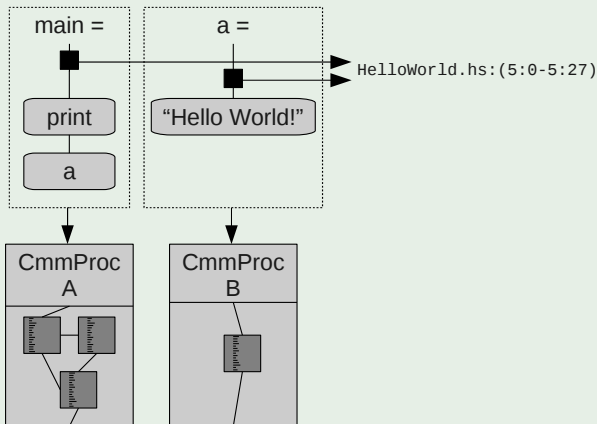 main =
a =
HelloWorld.hs:(5:0-5:27)
print
“Hello World!”
a
CmmProc
A
CmmProc
B